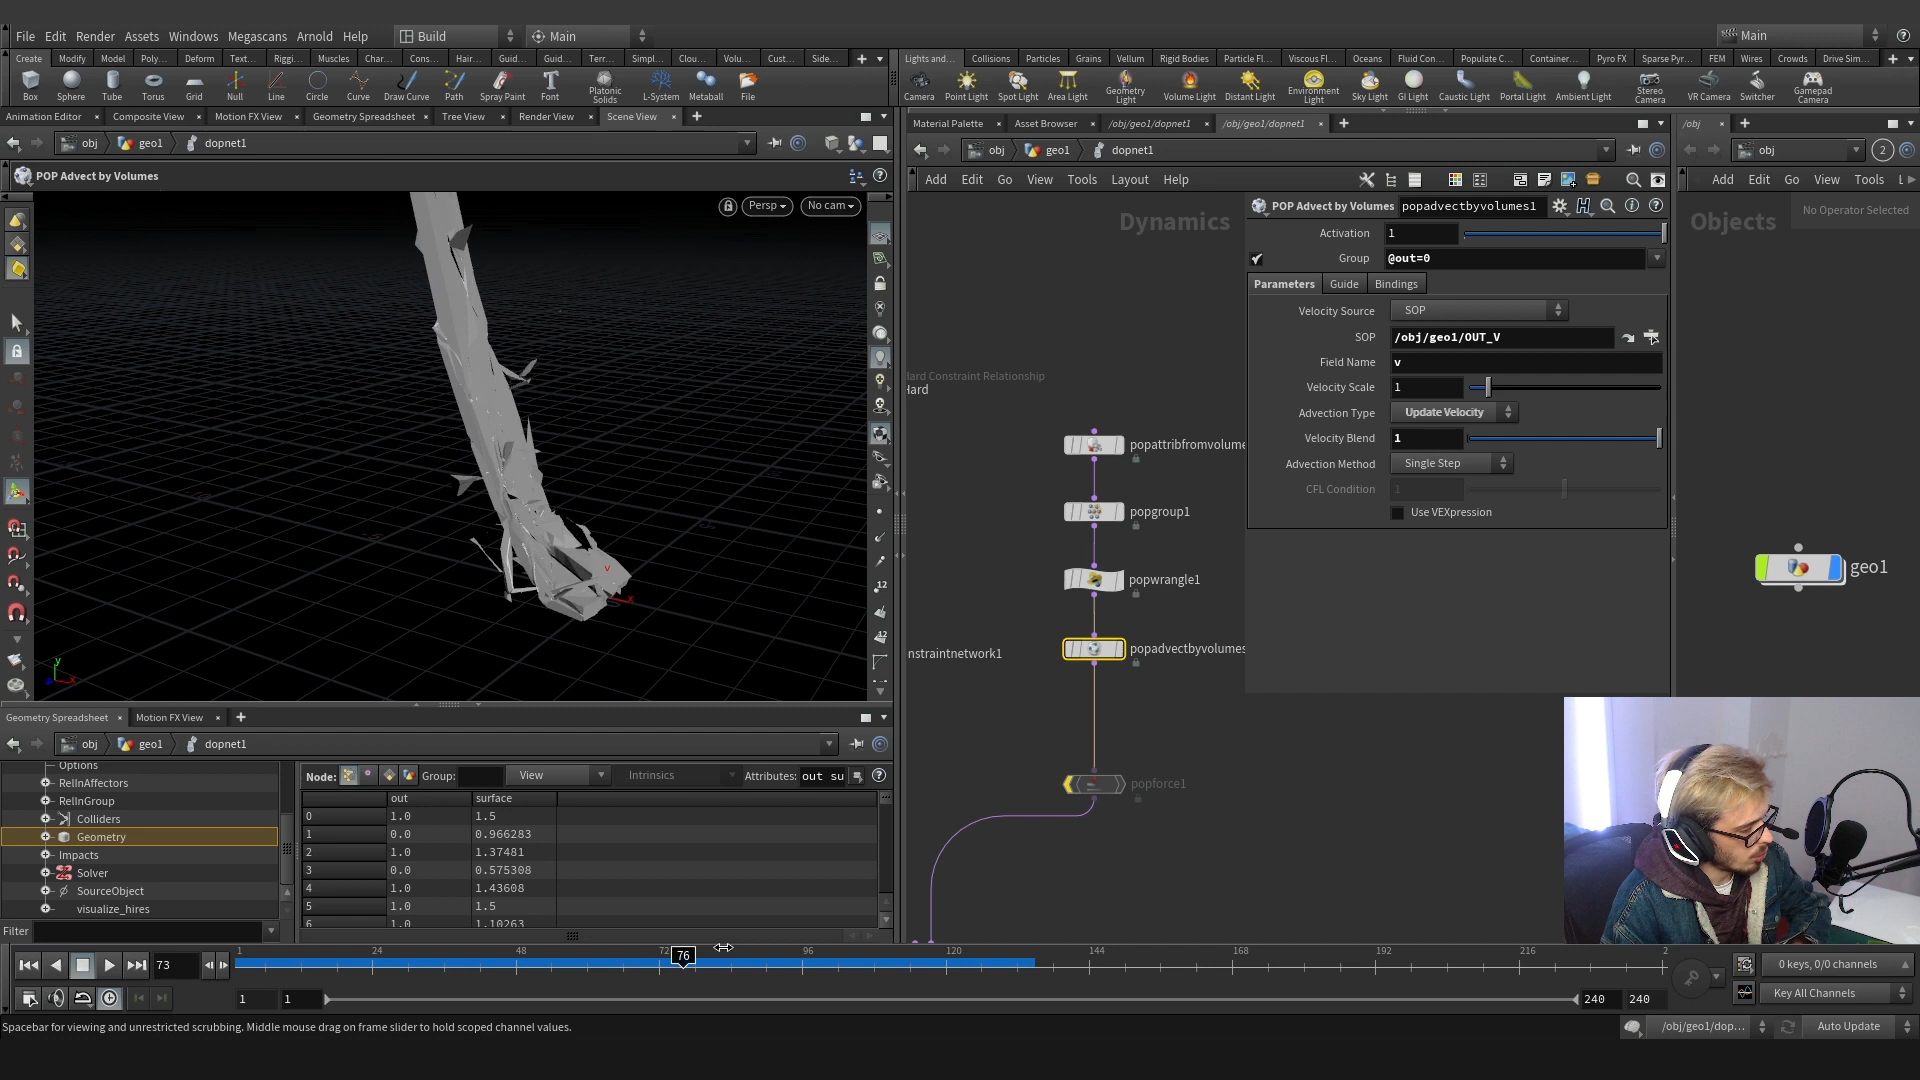 File Edit Render Assets Windows Megascans Arnold Help Build Main Main
Create Modify Model Poly... Deform Text... Riggi... Muscles Char... Cons... Hair... Guid... Guid... Terr... Simpl... Clou... Volu... Cust... Side...
Lights and... Collisions Particles Grains Vellum Rigid Bodies Particle Fl... Viscous Fl... Oceans Fluid Con... Populate C... Container... Pyro FX Sparse Pyr... FEM Wires Crowds Drive Sim...
Box Sphere Tube Torus Grid Null Line Circle Curve Draw Curve Path Spray Paint Font Platonic Solids L-System Metaball File
Camera Point Light Spot Light Area Light Geometry Light Volume Light Distant Light Environment Light Sky Light GI Light Caustic Light Portal Light Ambient Light Stereo Camera VR Camera Switcher Gamepad Camera
Animation Editor Composite View Motion FX View Geometry Spreadsheet Tree View Render View Scene View
Material Palette Asset Browser /obj/geo1/dopnet1 /obj/geo1/dopnet1 /obj
obj geo1 dopnet1
obj geo1 dopnet1
obj 2
POP Advect by Volumes
Add Edit Go View Tools Layout Help
Add Edit Go View Tools L
Persp No cam
Dynamics
POP Advect by Volumes popadvectbyvolumes1
Activation 1
Group @out=0
Parameters Guide Bindings
Velocity Source SOP
SOP /obj/geo1/OUT_V
Field Name v
Velocity Scale 1
Advection Type Update Velocity
Velocity Blend 1
Advection Method Single Step
CFL Condition 1
Use VEXpression
Objects
No Operator Selected
geo1
Hard Constraint Relationship
Hard
popattribfromvolume
popgroup1
popwrangle1
popadvectbyvolumes
nstraintnetwork1
popforce1
v
x
y
x
12
12
Geometry Spreadsheet Motion FX View
obj geo1 dopnet1
Options
RelInAffectors
RelInGroup
Colliders
Geometry
Impacts
Solver
SourceObject
visualize_hires
Filter
Node: Group: View Intrinsics Attributes: out su
out surface
0 1.0 1.5
1 0.0 0.966283
2 1.0 1.37481
3 0.0 0.575308
4 1.0 1.43608
5 1.0 1.5
6 1.0 1.10263
73 1 24 48 72 76 96 120 144 168 192 216 2
1 1 240 240
0 keys, 0/0 channels
Key All Channels
Spacebar for viewing and unrestricted scrubbing. Middle mouse drag on frame slider to hold scoped channel values.
/obj/geo1/dop... Auto Update